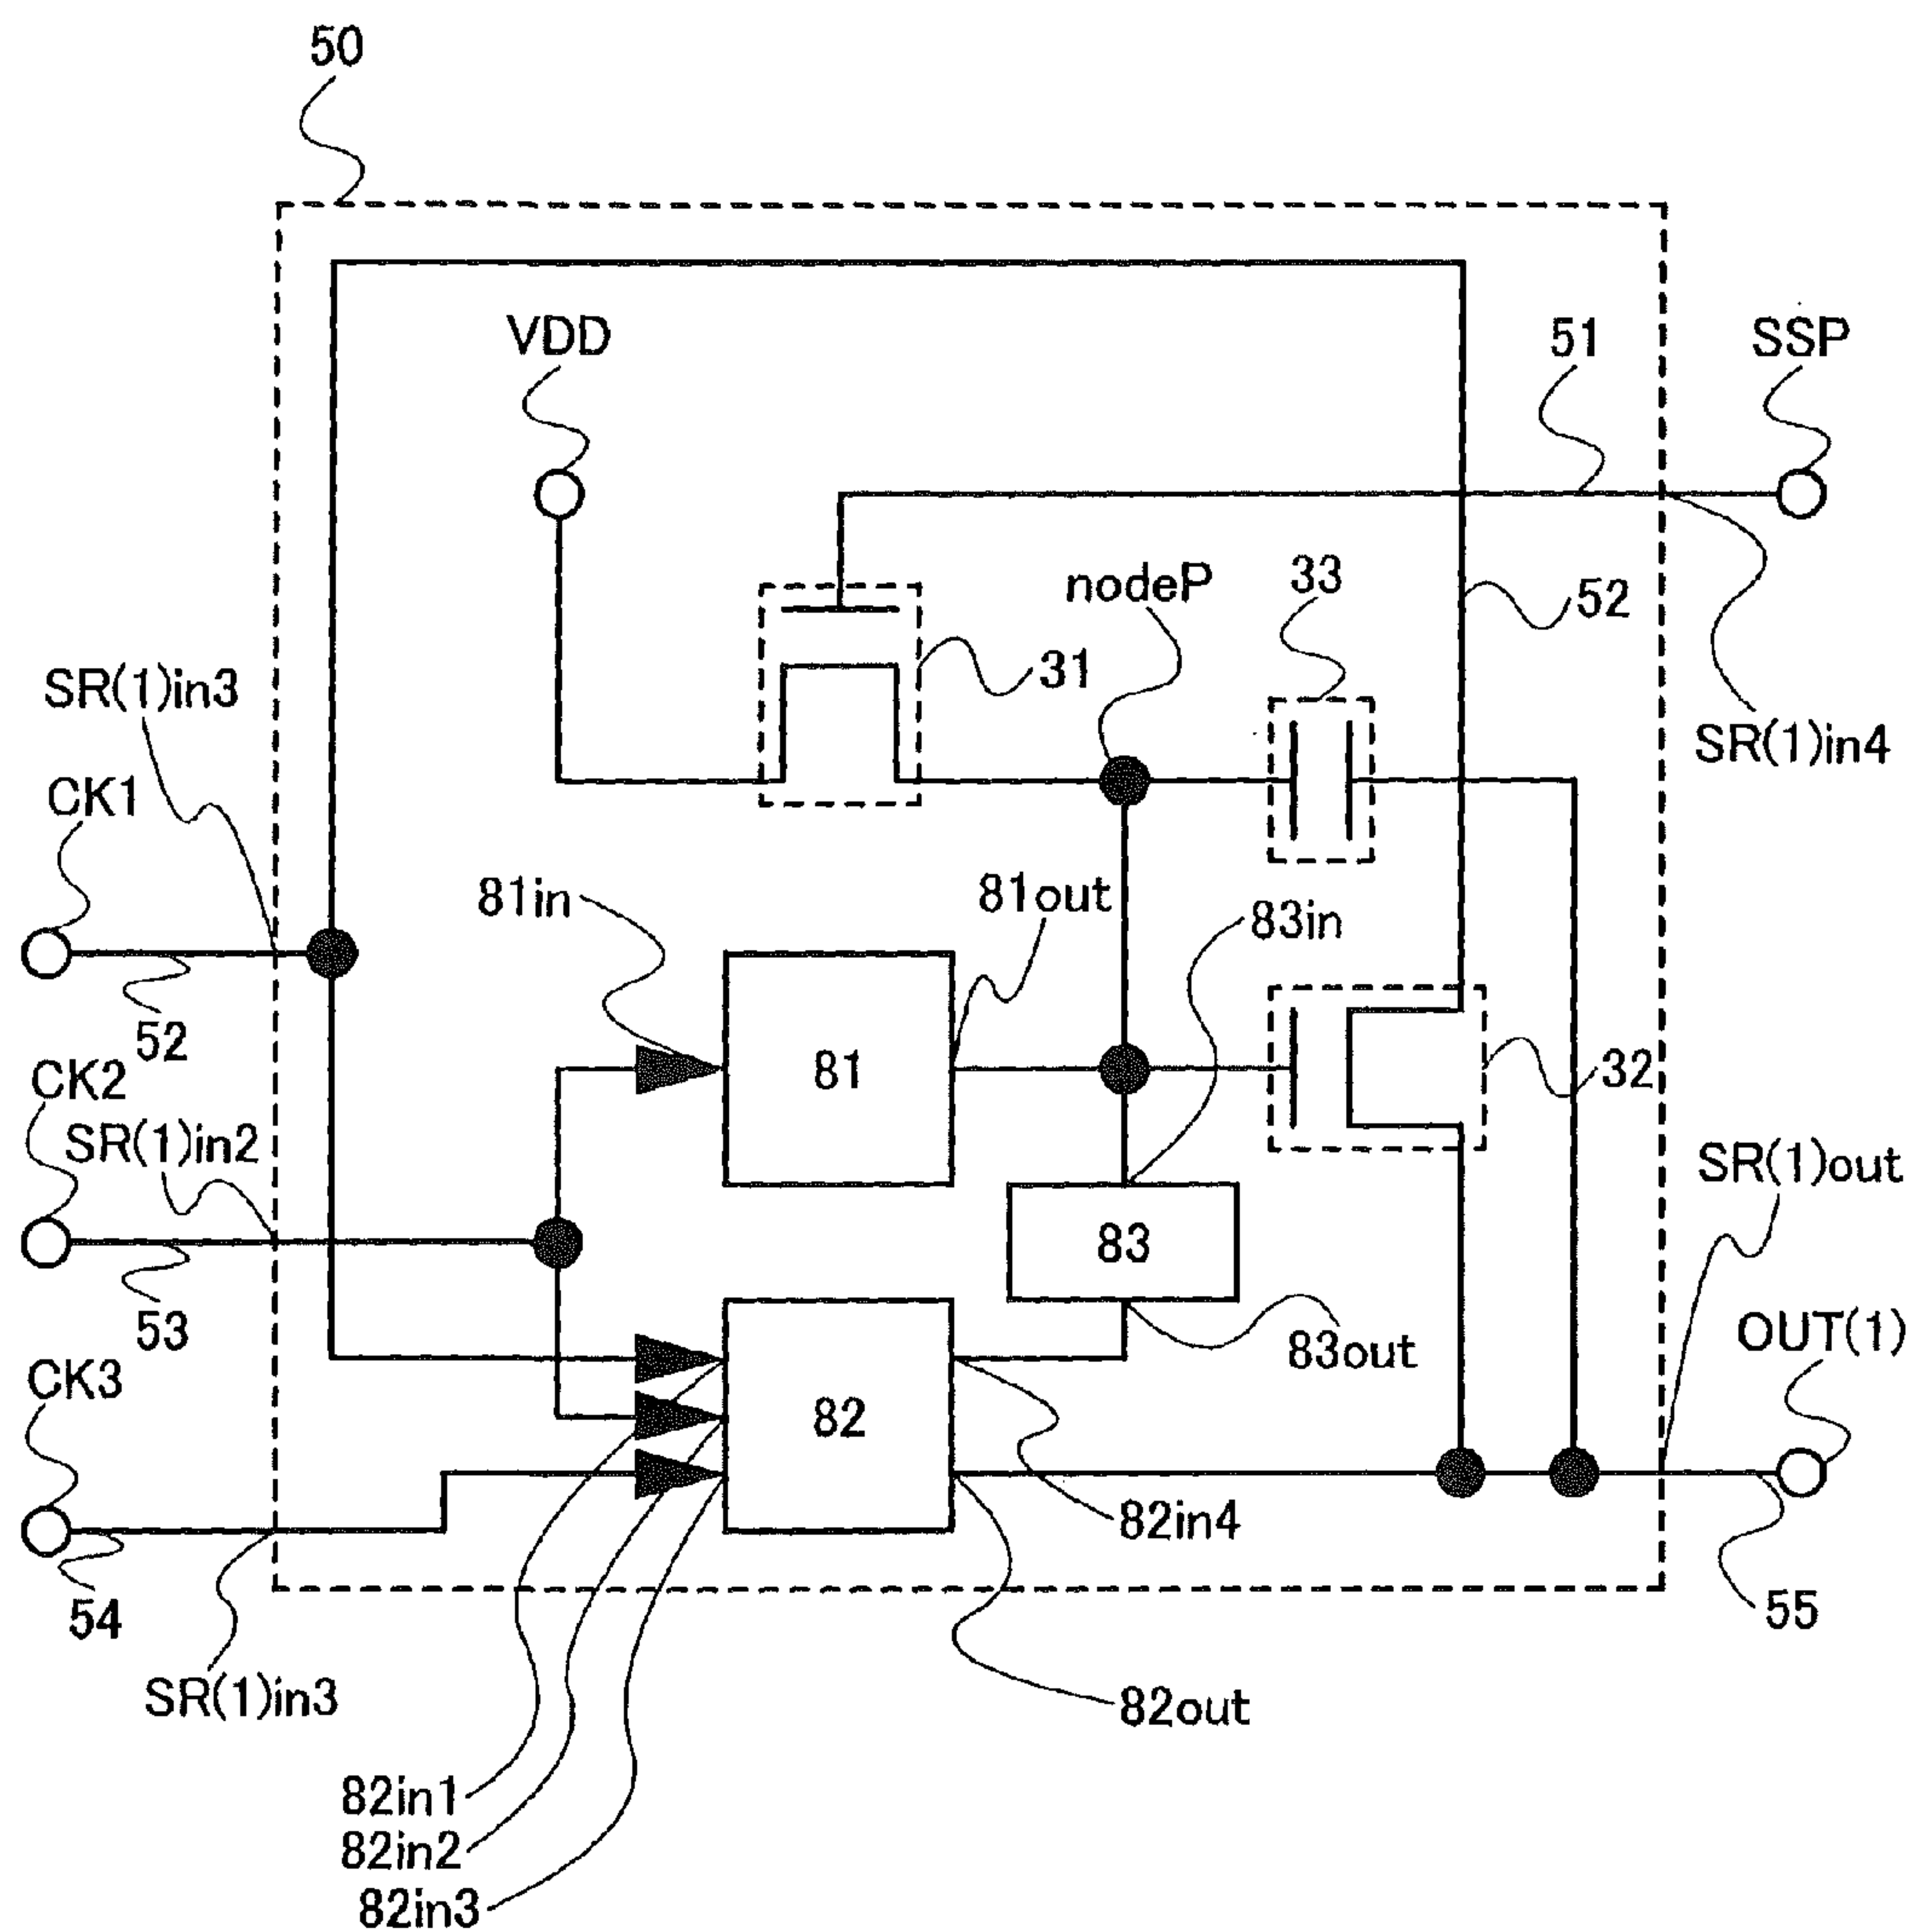 50
VDD
51
SSP
nodeP
33
52
31
SR(1)in3
SR(1)in4
CK1
81in
81out
83in
52
81
32
CK2
SR(1)in2
SR(1)out
83
53
OUT(1)
83out
CK3
82
82in4
54
55
SR(1)in3
82out
82in1
82in2
82in3